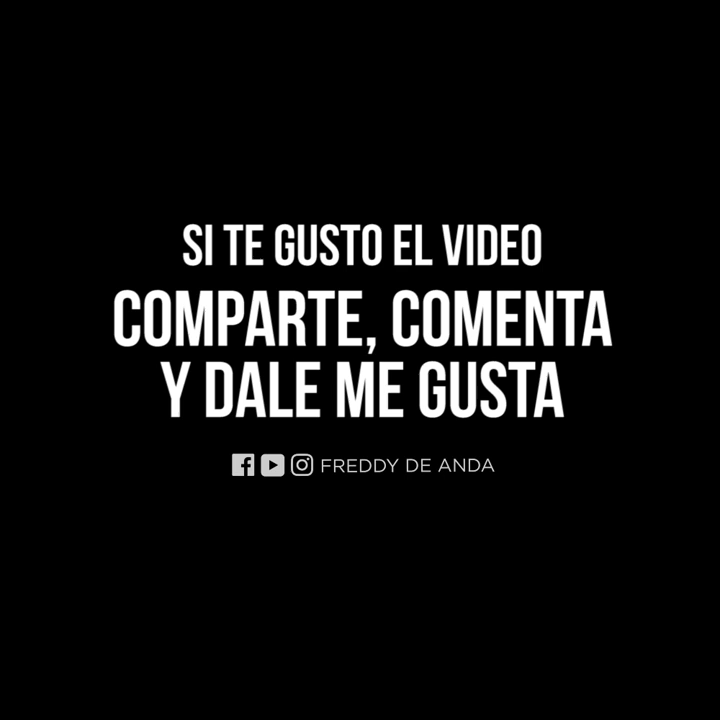 SI TE GUSTO EL VIDEO
COMPARTE, COMENTA
Y DALE ME GUSTA
FREDDY DE ANDA